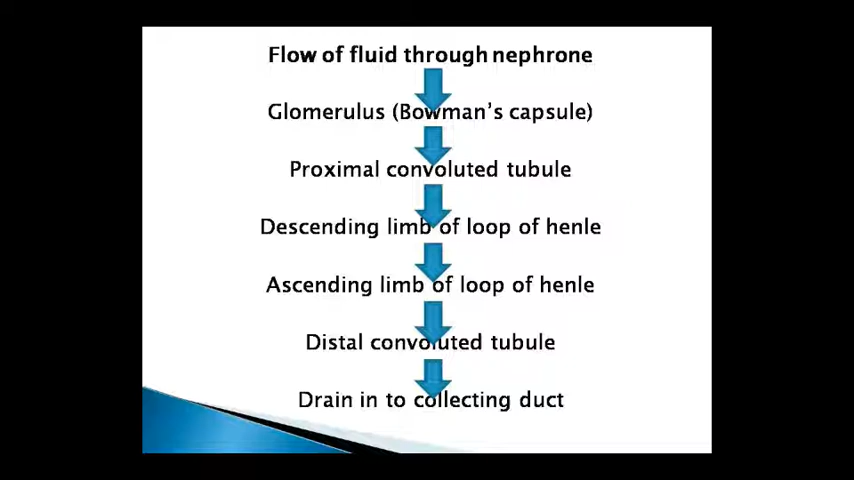 Flow of fluid through nephrone
Glomerulus (Bowman's capsule)
Proximal convoluted tubule
Descending limb of loop of henle
Ascending limb of loop of henle
Distal convoluted tubule
Drain in to collecting duct